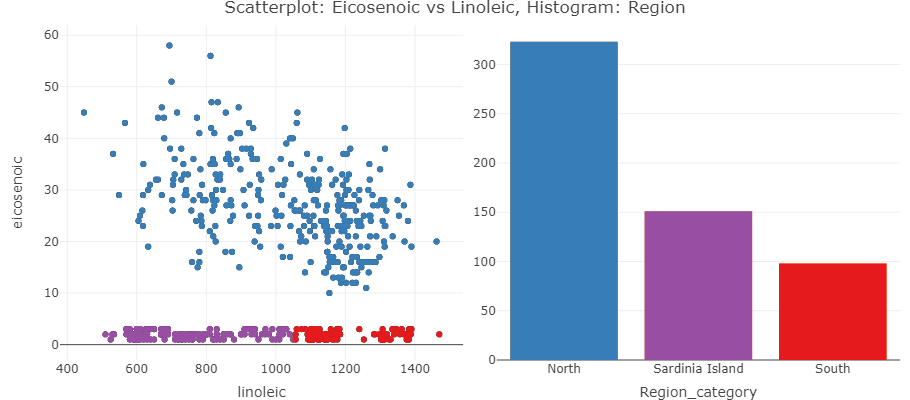 Scatterplot: Eicosenoic vs Linoleic, Histogram: Region
60
50
40
30
20
10
0
eicosenoic
400 600 800 1000 1200 1400
linoleic
300
250
200
150
100
50
0
North Sardinia Island South
Region_category